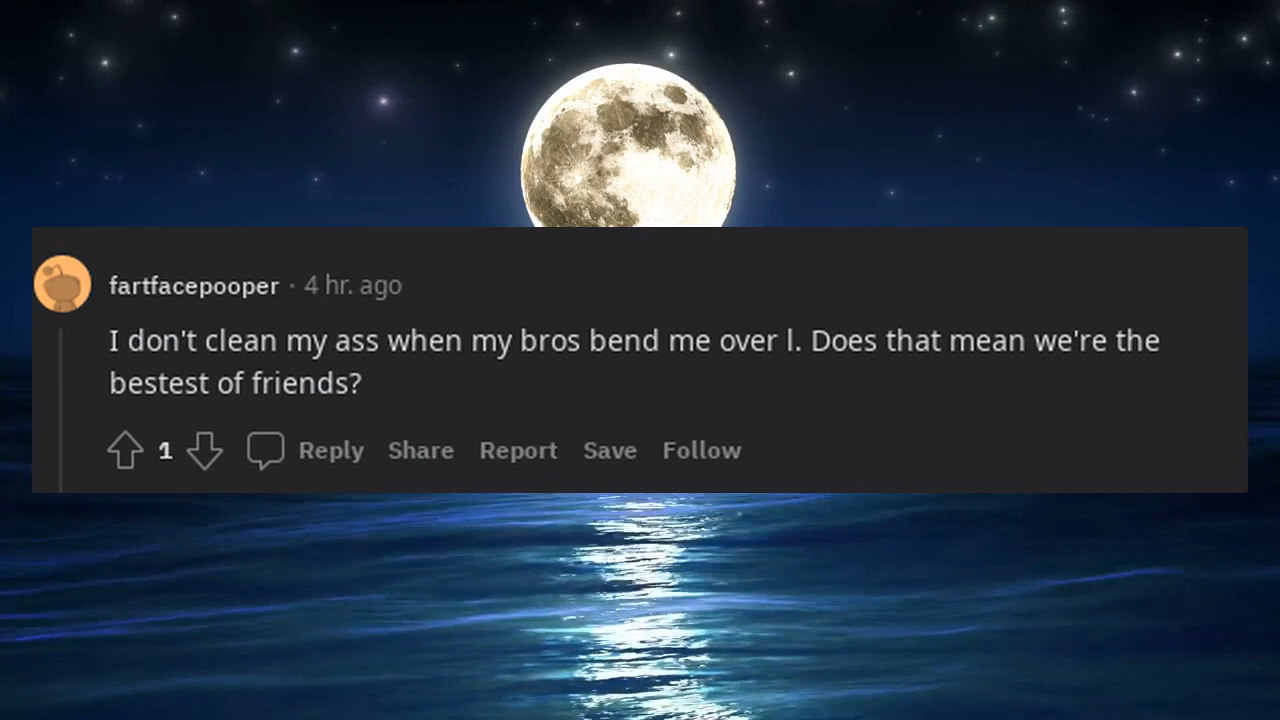 fartfacepooper · 4 hr. ago
I don't clean my ass when my bros bend me over l. Does that mean we're the
bestest of friends?
1 Reply Share Report Save Follow